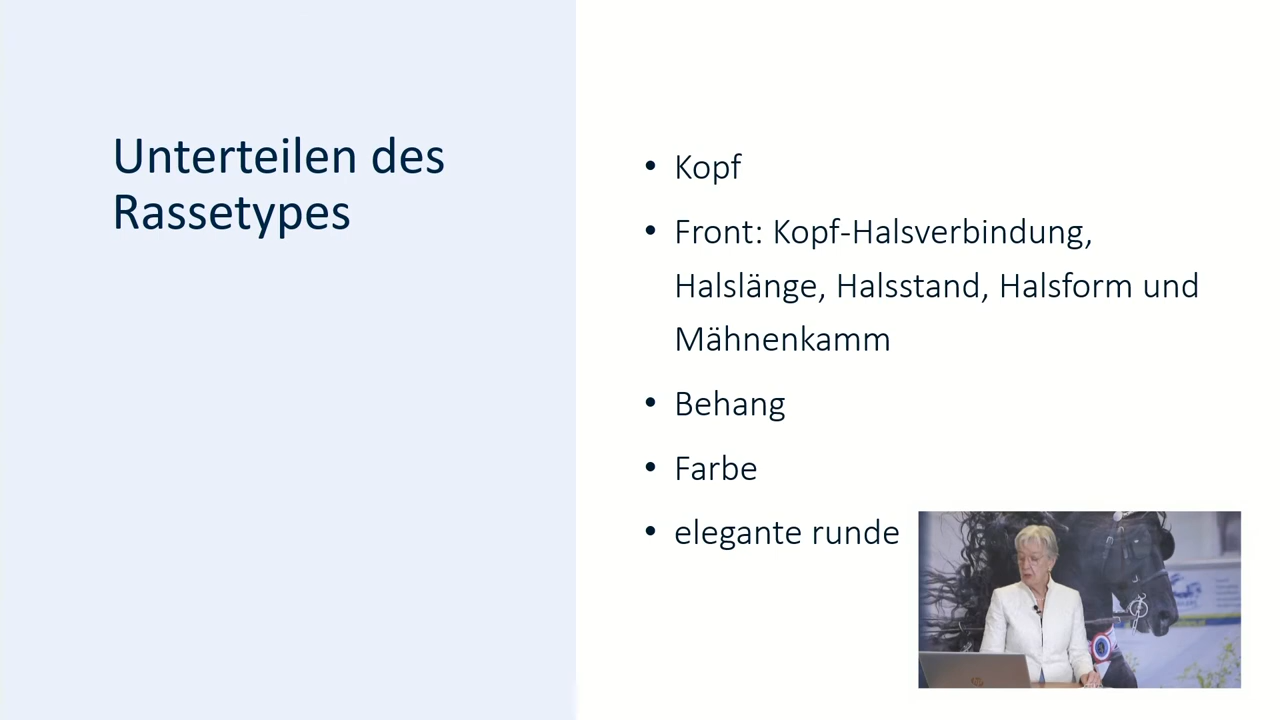 Unterteilen des
Rassetypes
• Kopf
• Front: Kopf-Halsverbindung,
Halslänge, Halsstand, Halsform und
Mähnenkamm
• Behang
• Farbe
• elegante runde